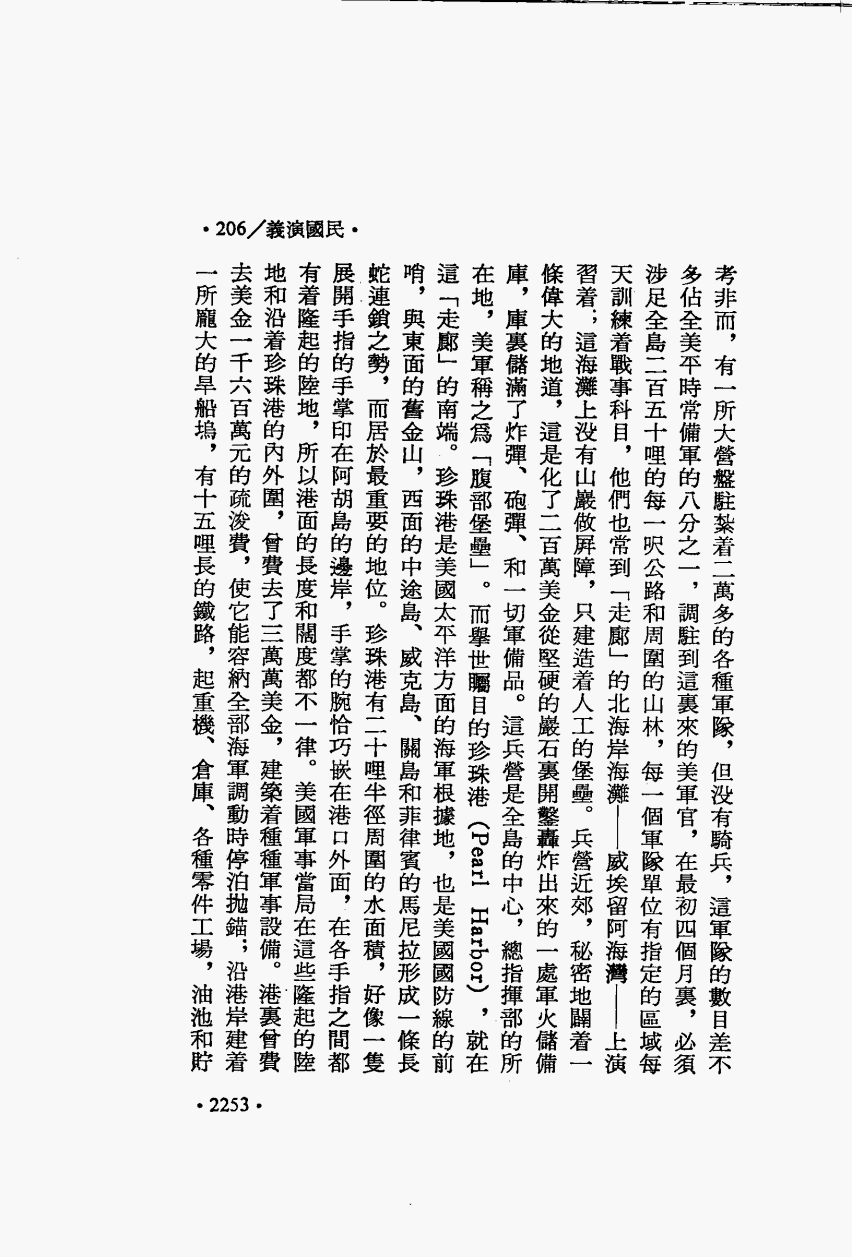 •206/義演國民•
考非而，有一所大營盤駐紮着二萬多的各種軍隊，但没有騎兵，這軍隊的數目差不
多佔全美平時常備軍的八分之一，調駐到這裏來的美軍官，在最初四個月裏，必須
涉足全島二百五十哩的每一呎公路和周圍的山林，每一個軍隊單位有指定的區域每
天訓練着戰事科目，他們也常到「走廊」的北海岸海灘——威埃留阿海灣——上演
習着；這海灘上没有山巖做屏障，只建造着人工的堡壘。兵營近郊，秘密地闢着一
條偉大的地道，這是化了二百萬美金從堅硬的巖石裏開鑿轟炸出來的一處軍火儲備
庫，庫裏儲滿了炸彈、砲彈、和一切軍備品。這兵營是全島的中心，總指揮部的所
在地，美軍稱之爲「腹部堡壘」。而舉世矚目的珍珠港（Pearl Harbor），就在
這「走廊」的南端。珍珠港是美國太平洋方面的海軍根據地，也是美國國防線的前
哨，與東面的舊金山，西面的中途島、威克島、關島和菲律賓的馬尼拉形成一條長
蛇連鎖之勢，而居於最重要的地位。珍珠港有二十哩半徑周圍的水面積，好像一隻
展開手指的手掌印在阿胡島的邊岸，手掌的腕恰巧嵌在港口外面，在各手指之間都
有着隆起的陸地，所以港面的長度和闊度都不一律。美國軍事當局在這些隆起的陸
地和沿着珍珠港的內外圍，曾費去了三萬萬美金，建築着種種軍事設備。港裏曾費
去美金一千六百萬元的疏浚費，使它能容納全部海軍調動時停泊拋錨；沿港岸建着
一所龐大的旱船塢，有十五哩長的鐵路，起重機、倉庫、各種零件工場，油池和貯
•2253•